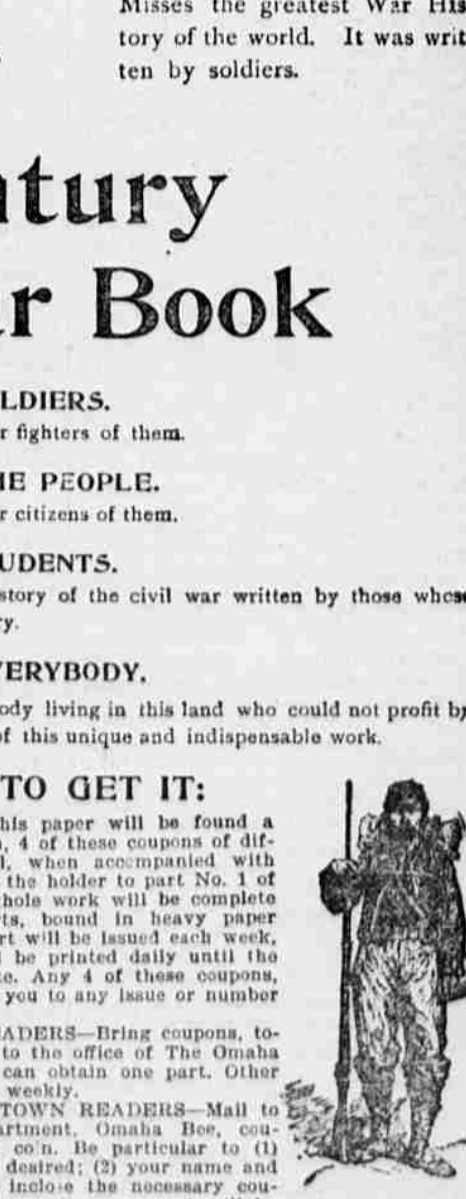 Misses the greatest War His
tory of the world. It was writ
ten by soldiers.
ntury
ar Book
LDIERS.
r fighters of them.
HE PEOPLE.
r citizens of them.
UDENTS.
story of the civil war written by those whose
ry.
VERYBODY.
ody living in this land who could not profit by
of this unique and indispensable work.
TO GET IT:
his paper will be found a
, 4 of these coupons of dif-
l, when accompanied with
the holder to part No. 1 of
hole work will be complete
ts, bound in heavy paper
rt will be issued each week,
l be printed daily until the
e. Any 4 of these coupons,
you to any issue or number
EADERS—Bring coupons, to-
to the office of The Omaha
can obtain one part. Other
weekly.
TOWN READERS—Mail to
artment, Omaha Bee, cou-
co'n. Be particular to (1)
desired; (2) your name and
inclo e the necessary cou-